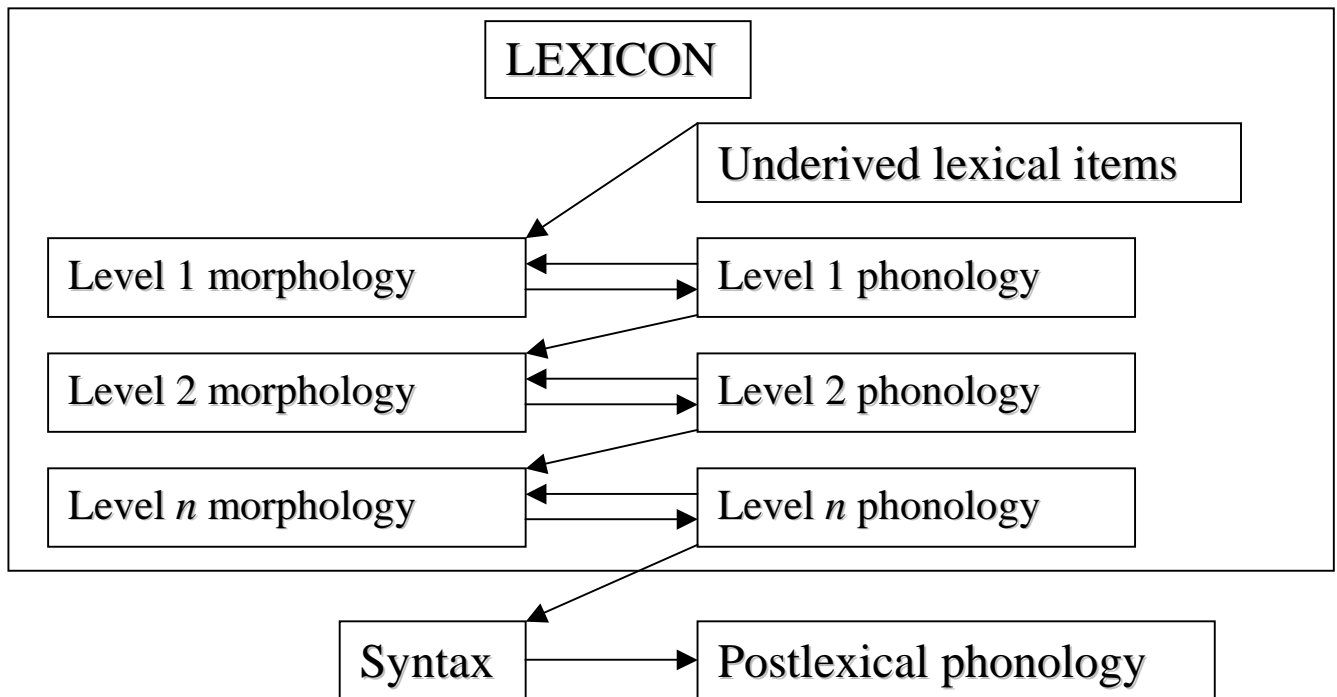 LEXICON
Underived lexical items
Level 1 morphology
Level 1 phonology
Level 2 morphology
Level 2 phonology
Level n morphology
Level n phonology
Syntax
Postlexical phonology